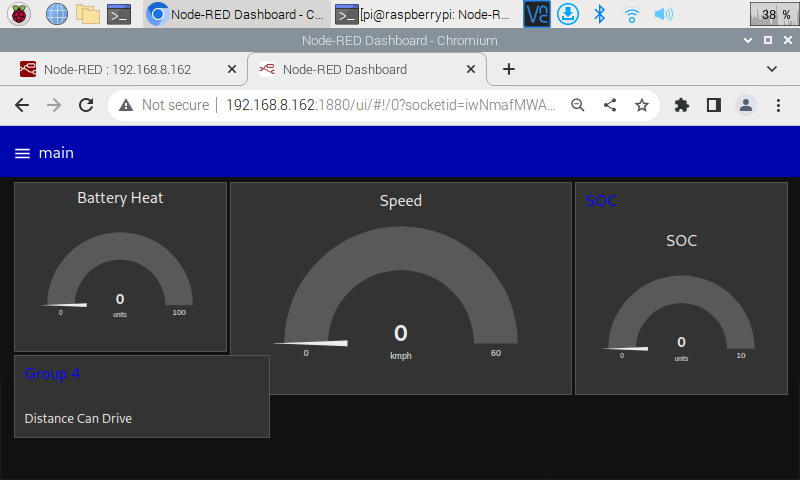 Node-RED Dashboard - C...
[pi@raspberrypi: Node-R...
38 %
Node-RED Dashboard - Chromium
Node-RED : 192.168.8.162
Node-RED Dashboard
Not secure
192.168.8.162:1880/ui/#!/0?socketid=iwNmafMWA...
main
Battery Heat
0
units
0
100
Speed
0
kmph
0
60
SOC
SOC
0
units
0
10
Group 4
Distance Can Drive